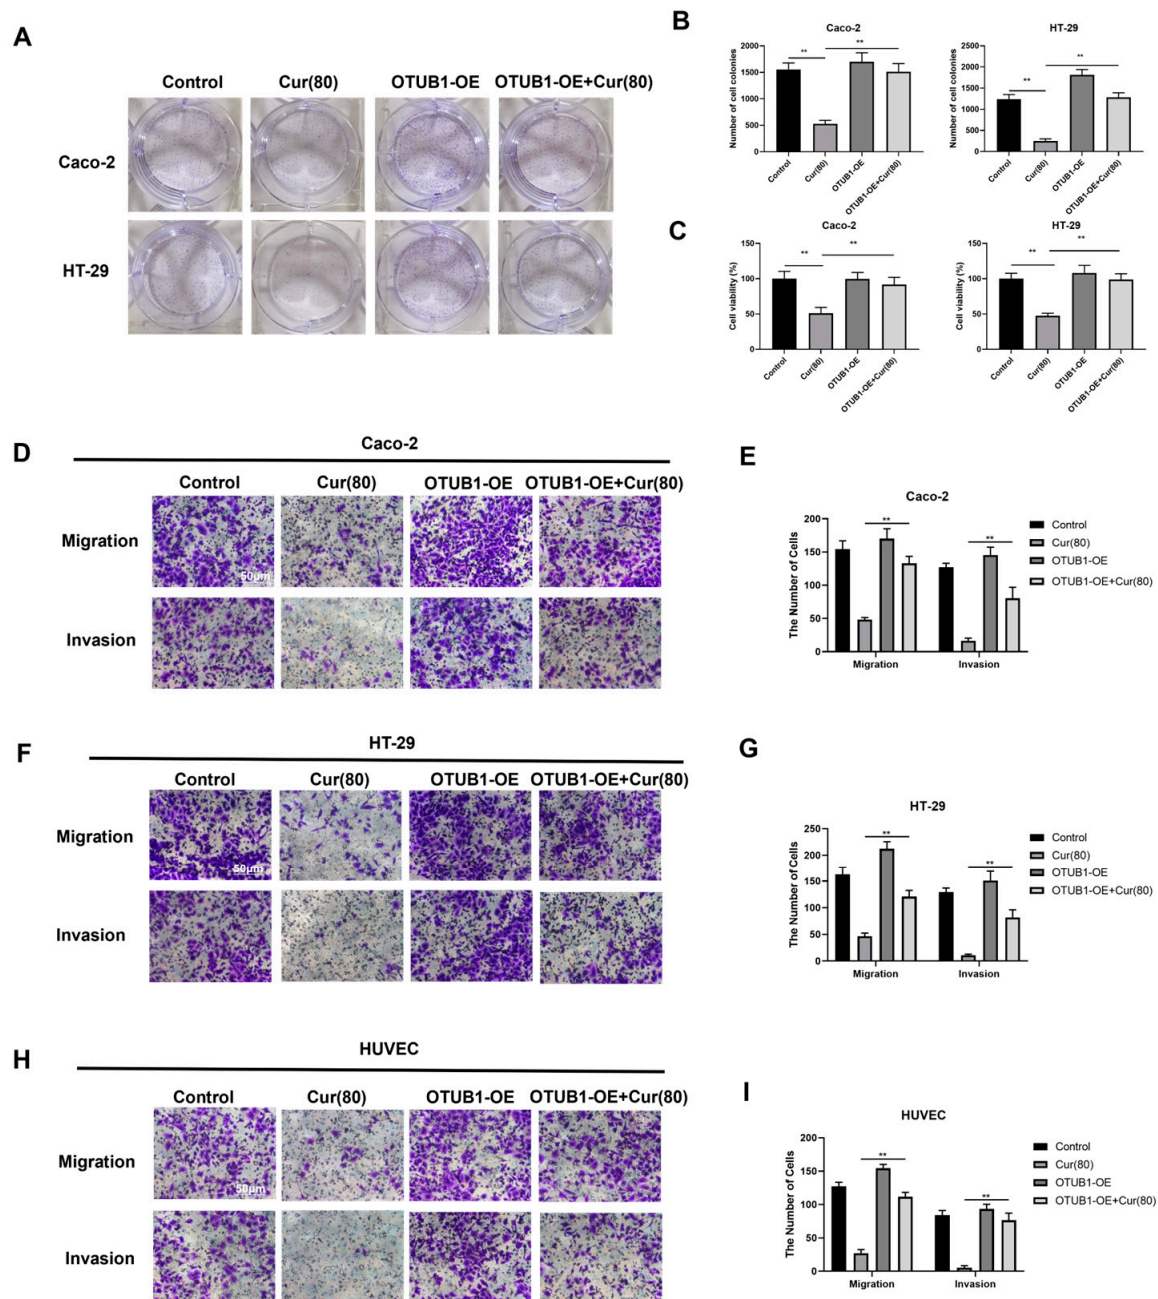 A
Control Cur(80) OTUB1-OE OTUB1-OE+Cur(80)
Caco-2
HT-29
B
Caco-2
Number of cell colonies
2000
1500
1000
500
0
** **
Control Cur(80) OTUB1-OE OTUB1-OE+Cur(80)
HT-29
Number of cell colonies
2500
2000
1500
1000
500
0
** **
Control Cur(80) OTUB1-OE OTUB1-OE+Cur(80)
C
Caco-2
Cell viability (%)
150
100
50
0
** **
Control Cur(80) OTUB1-OE OTUB1-OE+Cur(80)
HT-29
Cell viability (%)
150
100
50
0
** **
Control Cur(80) OTUB1-OE OTUB1-OE+Cur(80)
D
Caco-2
Control Cur(80) OTUB1-OE OTUB1-OE+Cur(80)
Migration
50μm
Invasion
E
Caco-2
The Number of Cells
200
150
100
50
0
** **
Migration Invasion
Control
Cur(80)
OTUB1-OE
OTUB1-OE+Cur(80)
F
HT-29
Control Cur(80) OTUB1-OE OTUB1-OE+Cur(80)
Migration
50μm
Invasion
G
HT-29
The Number of Cells
250
200
150
100
50
0
** **
Migration Invasion
Control
Cur(80)
OTUB1-OE
OTUB1-OE+Cur(80)
H
HUVEC
Control Cur(80) OTUB1-OE OTUB1-OE+Cur(80)
Migration
50μm
Invasion
I
HUVEC
The Number of Cells
200
150
100
50
0
** **
Migration Invasion
Control
Cur(80)
OTUB1-OE
OTUB1-OE+Cur(80)